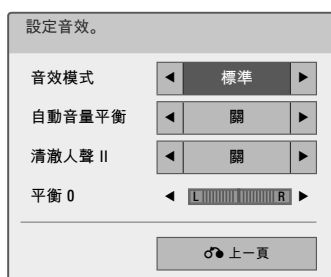 設定音效。
音效模式 ◀ 標準 ▶
自動音量平衡 ◀ 關 ▶
清澈人聲 II ◀ 關 ▶
平衡 0 ◀ L R ▶
上一頁